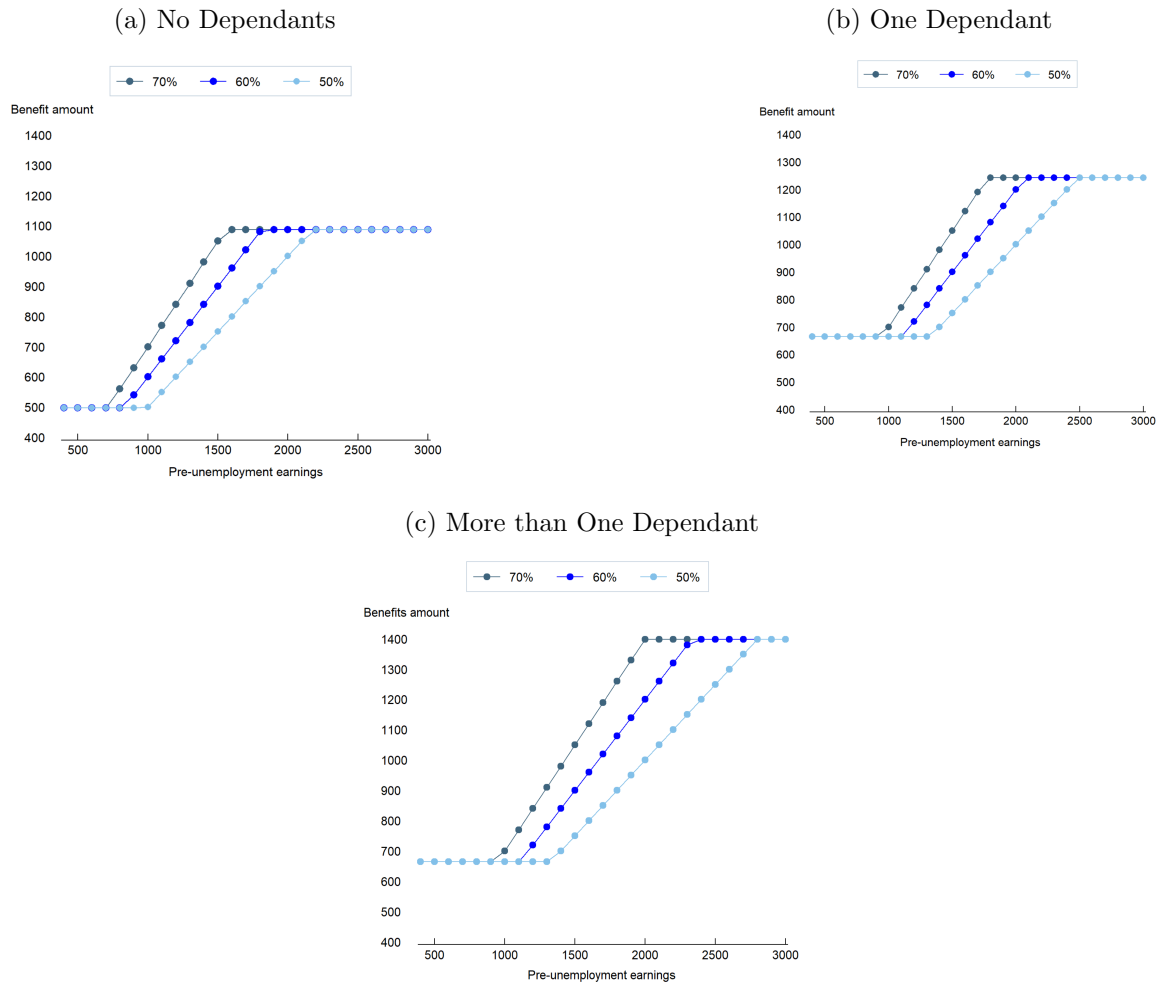 (a) No Dependants
70% 60% 50%
Benefit amount
1400
1300
1200
1100
1000
900
800
700
600
500
400
500 1000 1500 2000 2500 3000
Pre-unemployment earnings
(b) One Dependant
70% 60% 50%
Benefit amount
1400
1300
1200
1100
1000
900
800
700
600
500
400
500 1000 1500 2000 2500 3000
Pre-unemployment earnings
(c) More than One Dependant
70% 60% 50%
Benefits amount
1400
1300
1200
1100
1000
900
800
700
600
500
400
500 1000 1500 2000 2500 3000
Pre-unemployment earnings